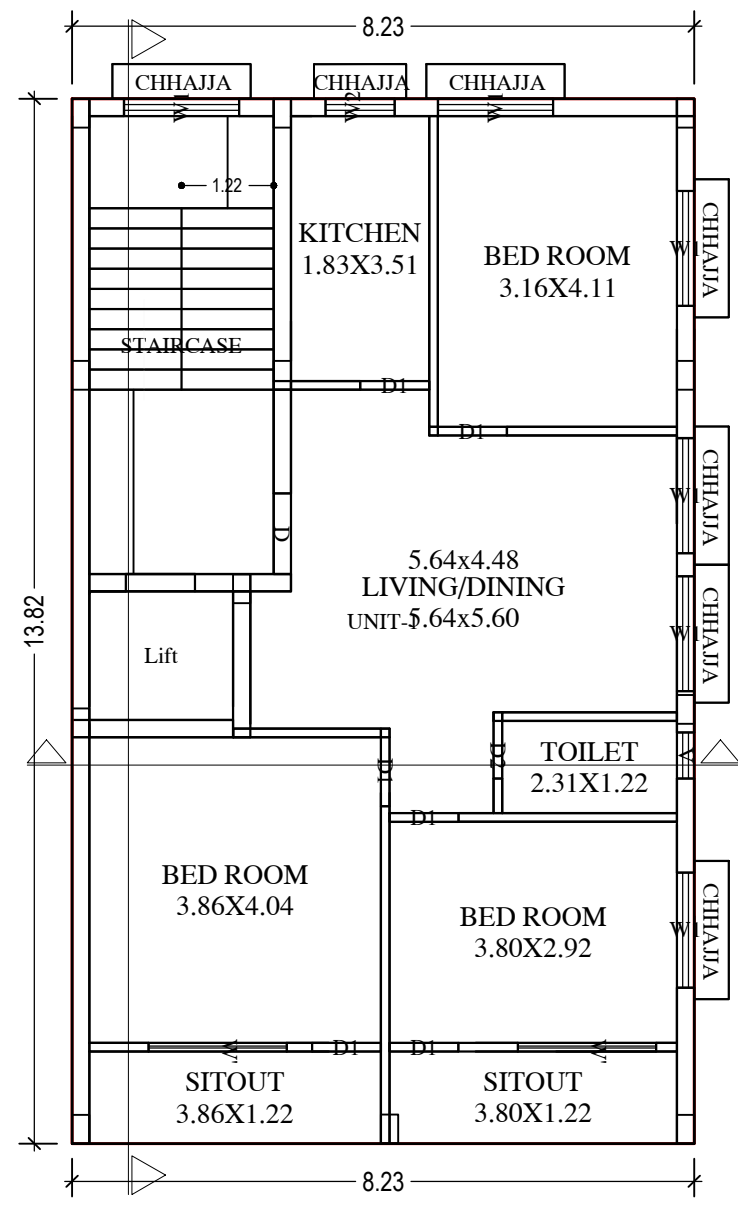 8.23
CHHAJJA
CHHAJJA
CHHAJJA
W1
W2
W1
1.22
KITCHEN
1.83X3.51
BED ROOM
3.16X4.11
W1
CHHAJJA
STAIRCASE
D1
D1
W1
CHHAJJA
D
5.64x4.48
LIVING/DINING
5.64x5.60
UNIT-1
13.82
Lift
W1
CHHAJJA
D1
D2
TOILET
2.31X1.22
V
D1
BED ROOM
3.86X4.04
BED ROOM
3.80X2.92
W1
CHHAJJA
D1
D1
SITOUT
3.86X1.22
SITOUT
3.80X1.22
8.23